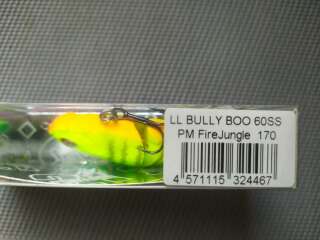 LL BULLY BOO 60SS
PM FireJungle 170
4 571115 324467